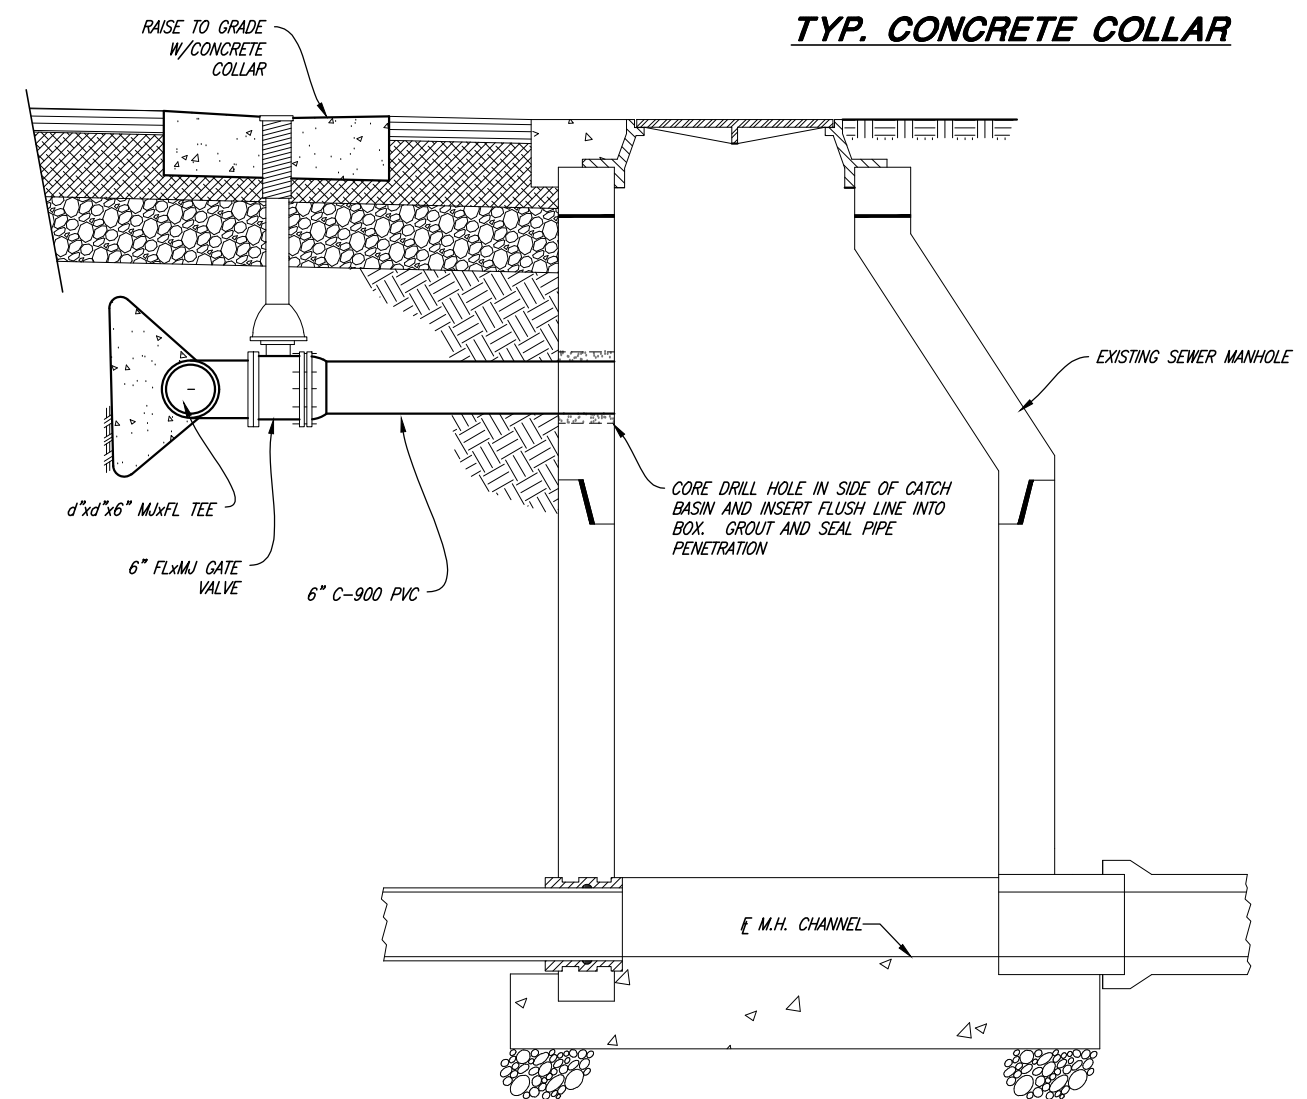 TYP. CONCRETE COLLAR
RAISE TO GRADE
W/CONCRETE
COLLAR
EXISTING SEWER MANHOLE
CORE DRILL HOLE IN SIDE OF CATCH
BASIN AND INSERT FLUSH LINE INTO
BOX. GROUT AND SEAL PIPE
PENETRATION
d"xd"x6" MJxFL TEE
6" FLxMJ GATE
VALVE
6" C-900 PVC
M.H. CHANNEL